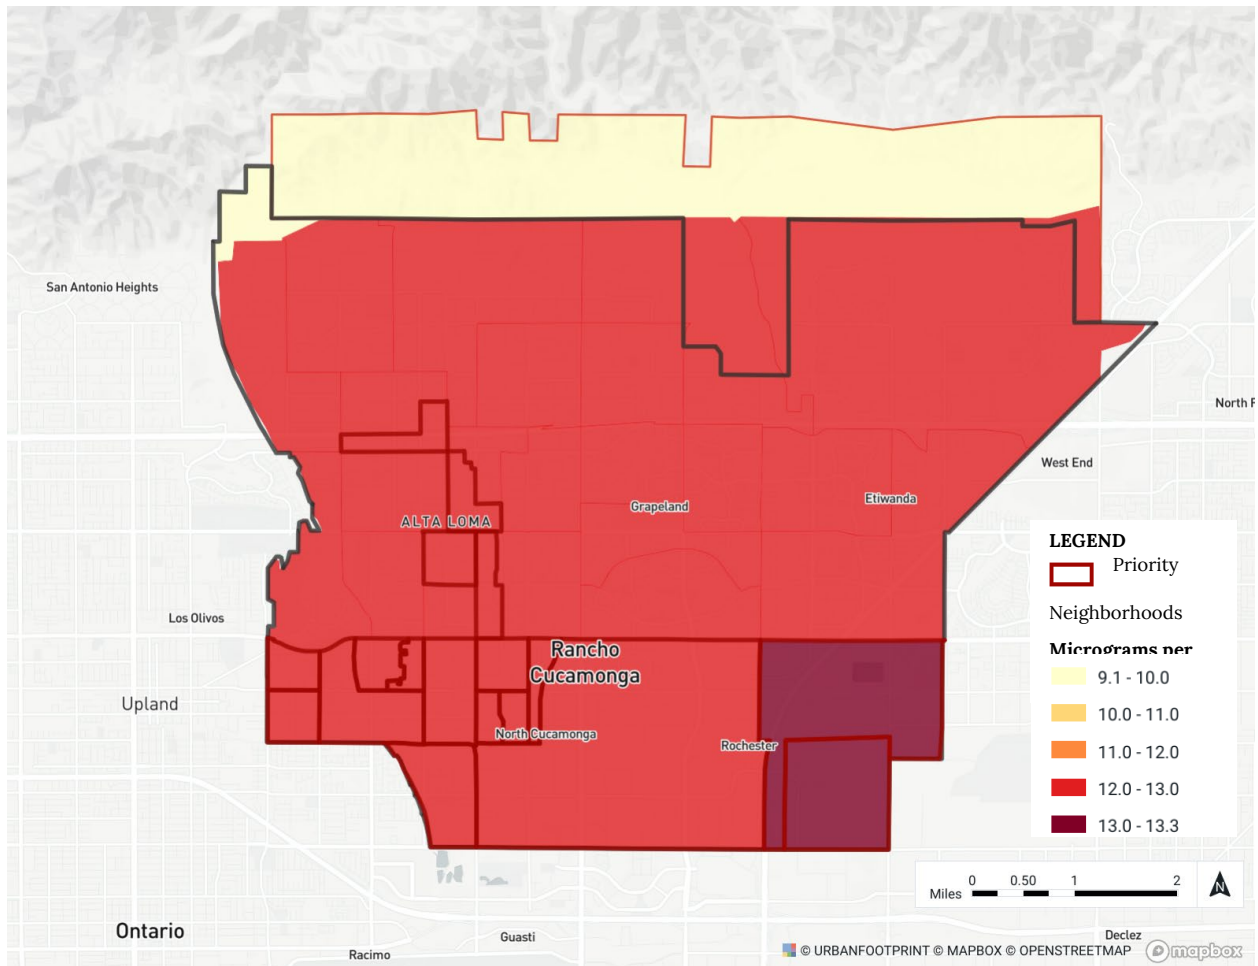 San Antonio Heights
North F
West End
Grapeland
Etiwanda
ALTA LOMA
LEGEND
Priority
Neighborhoods
Micrograms per
9.1 - 10.0
10.0 - 11.0
11.0 - 12.0
12.0 - 13.0
13.0 - 13.3
Los Olivos
Rancho
Cucamonga
Upland
North Cucamonga
Rochester
0 0.50 1 2
Miles
N
Ontario
Guasti
Declez
Racimo
© URBANFOOTPRINT © MAPBOX © OPENSTREETMAP
mapbox